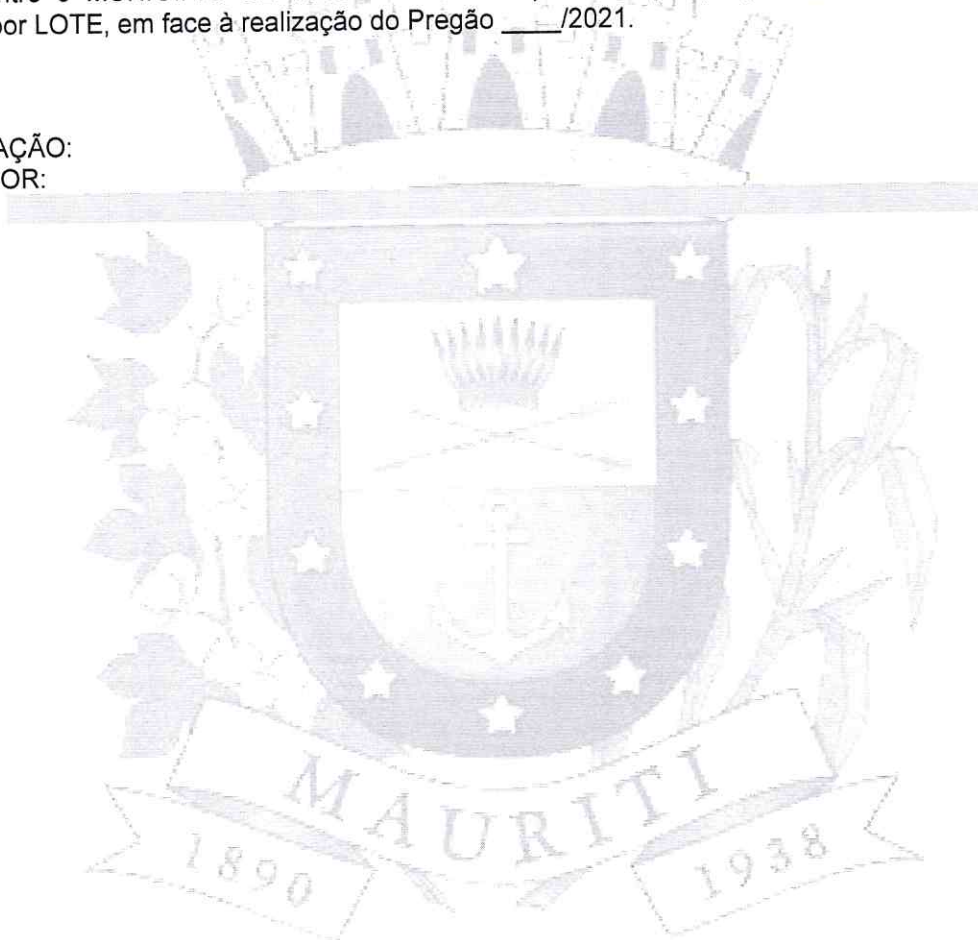 por LOTE, em face à realização do Pregão ____/2021.
AÇÃO:
OR:
MAURITI
1890
1938